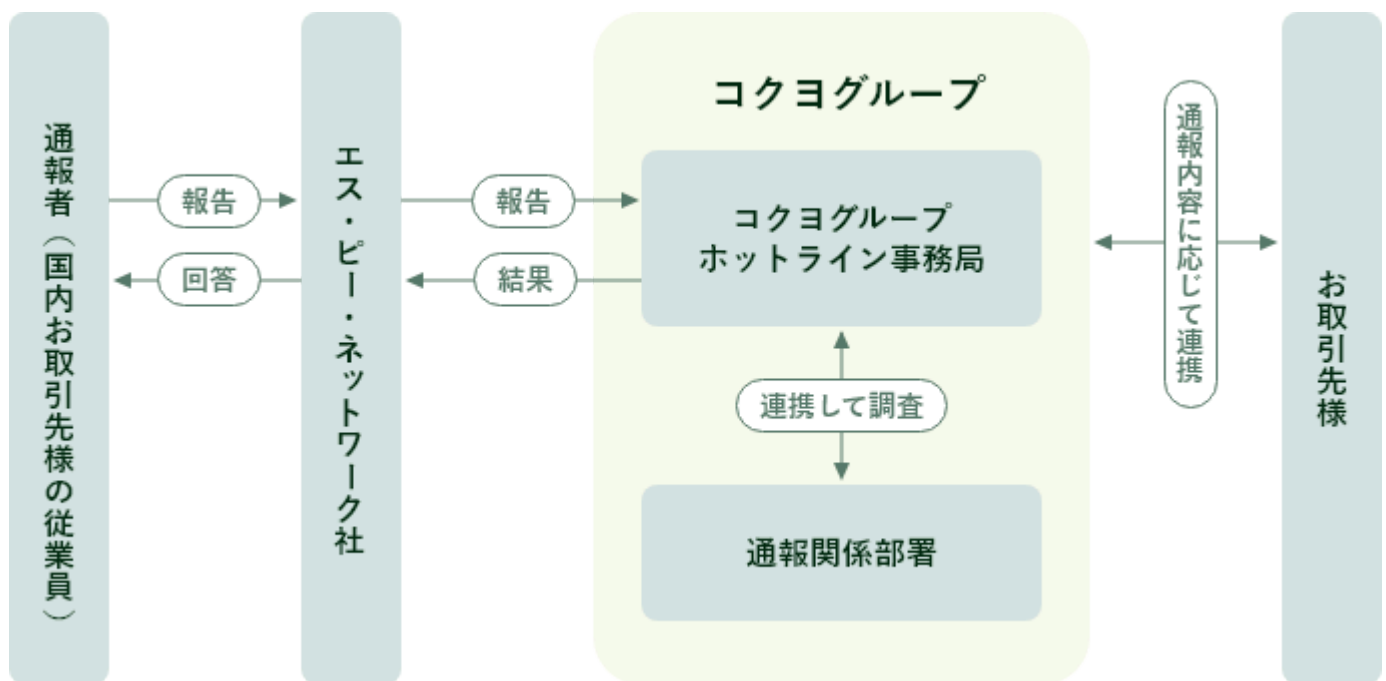 通報者（国内お取引先様の従業員）
報告
回答
エス・ピー・ネットワーク社
報告
結果
コクヨグループ
コクヨグループ
ホットライン事務局
連携して調査
通報関係部署
通報内容に応じて連携
お取引先様